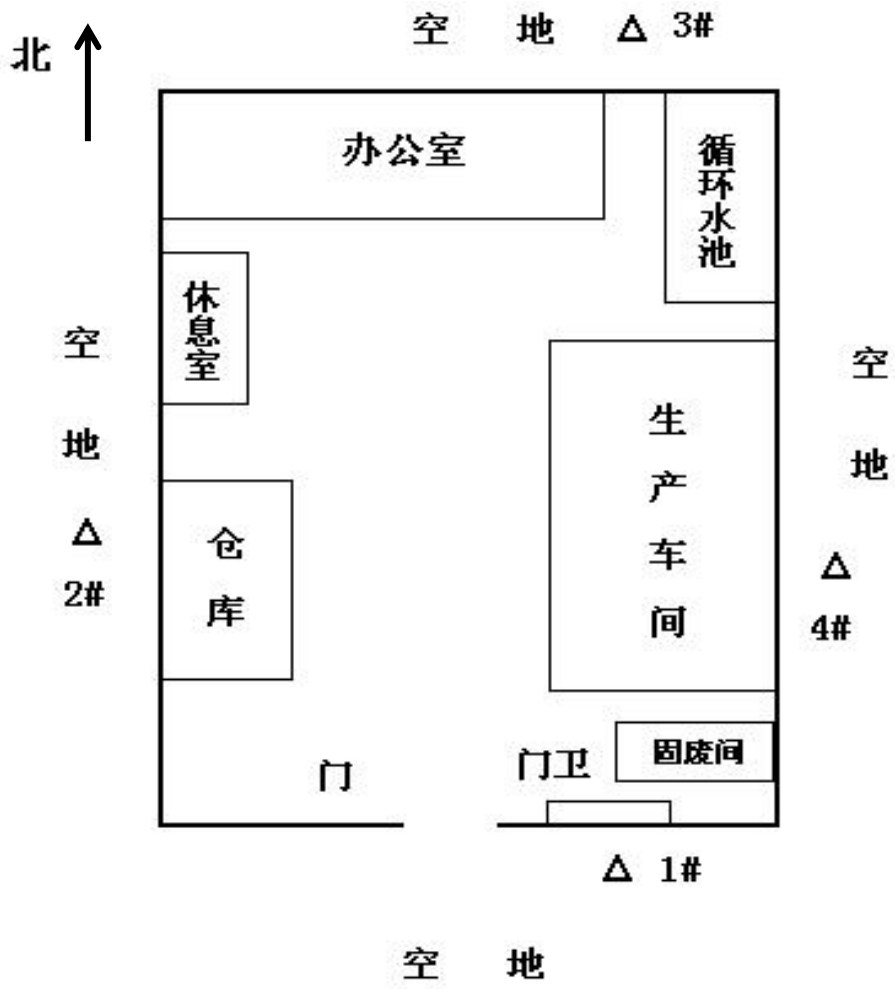 北
空 地 △ 3#
办公室
循环水池
休息室
空地
△
2#
空地
△
4#
生产车间
仓库
门
门卫
固废间
△ 1#
空 地